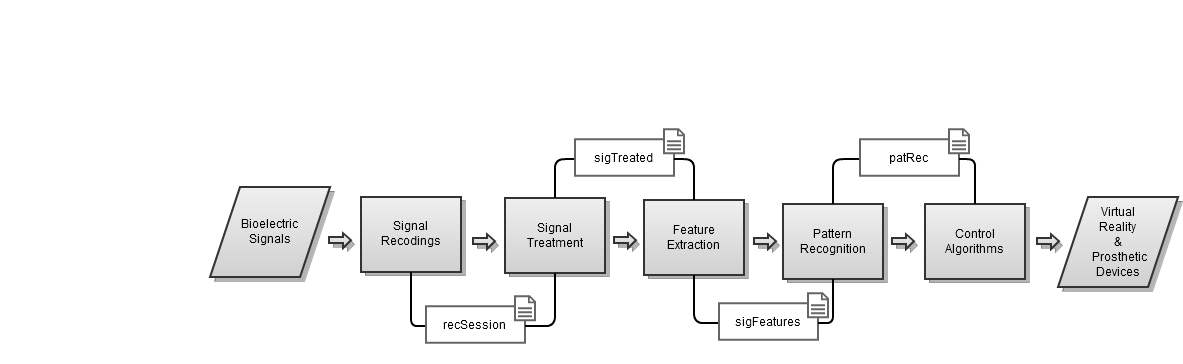 sigTreated
patRec
Bioelectric
Signals
Signal
Recodings
Signal
Treatment
Feature
Extraction
Pattern
Recognition
Control
Algorithms
Virtual
Reality
&
Prosthetic
Devices
recSession
sigFeatures